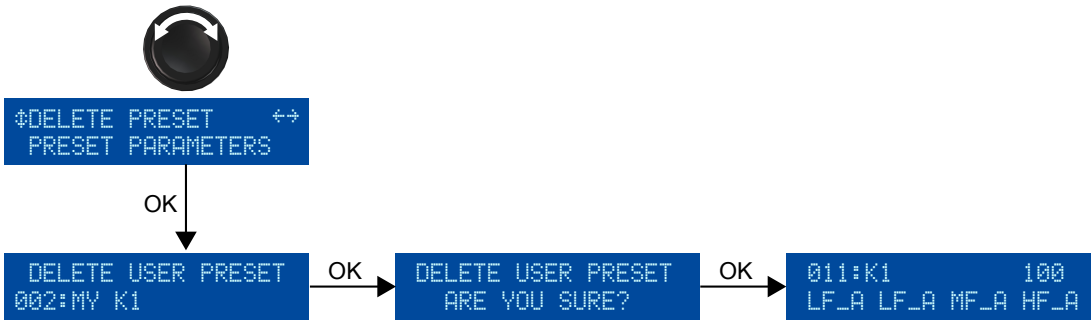 ↕DELETE PRESET ←→
PRESET PARAMETERS
OK
DELETE USER PRESET
002:MY K1
OK
DELETE USER PRESET
ARE YOU SURE?
OK
011:K1 100
LF_A LF_A MF_A HF_A